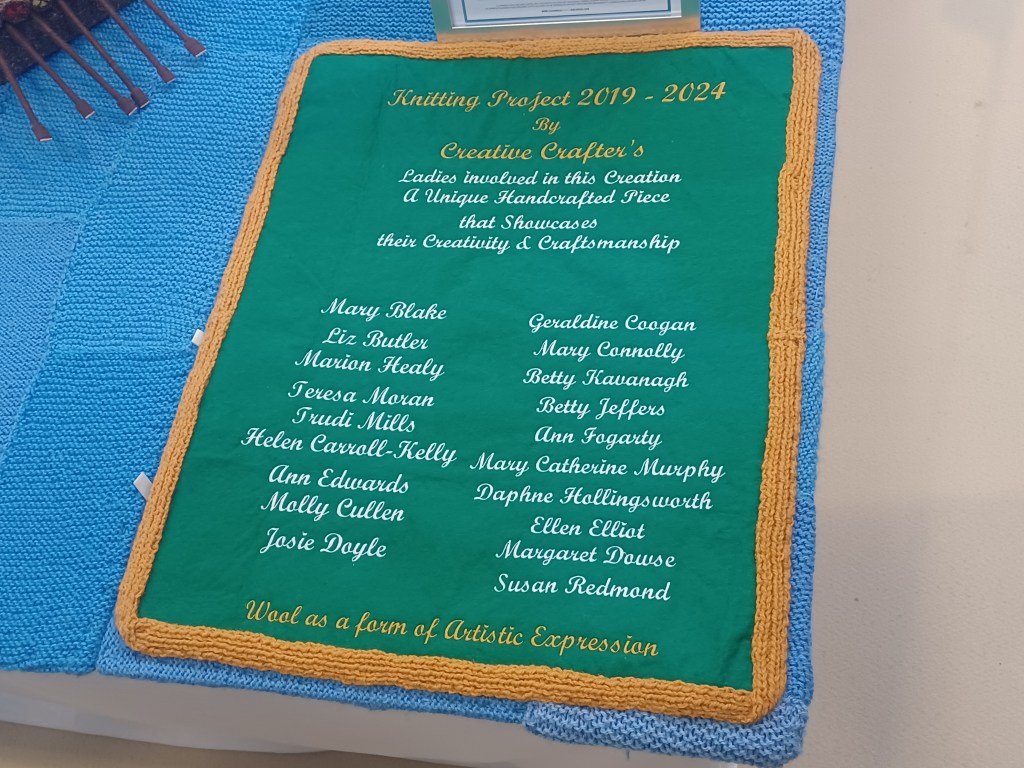 Knitting Project 2019 - 2024
By
Creative Crafter's
Ladies involved in this Creation
A Unique Handcrafted Piece
that Showcases
their Creativity & Craftsmanship
Mary Blake
Liz Butler
Marion Healy
Teresa Moran
Trudi Mills
Helen Carroll-Kelly
Ann Edwards
Molly Cullen
Josie Doyle
Geraldine Coogan
Mary Connolly
Betty Kavanagh
Betty Jeffers
Ann Fogarty
Mary Catherine Murphy
Daphne Hollingsworth
Ellen Elliot
Margaret Dowse
Susan Redmond
Wool as a form of Artistic Expression